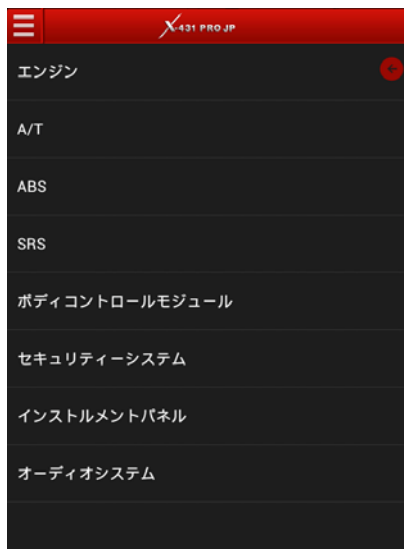 X-431 PRO JP
エンジン
A/T
ABS
SRS
ボディコントロールモジュール
セキュリティーシステム
インストルメントパネル
オーディオシステム